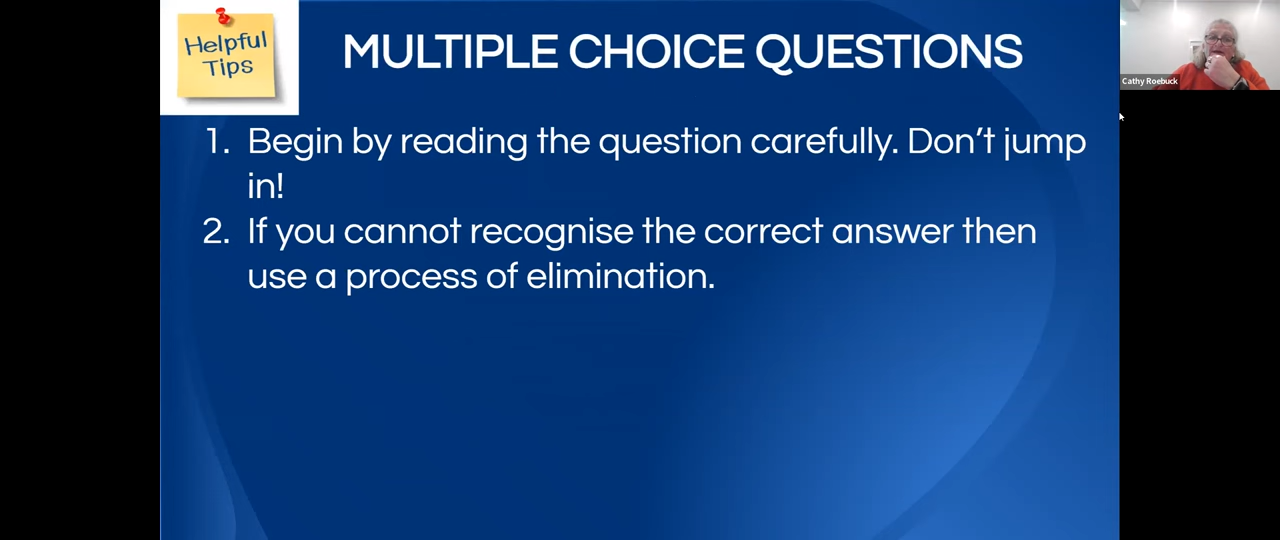 Helpful
Tips
MULTIPLE CHOICE QUESTIONS
Cathy Roebuck
1. Begin by reading the question carefully. Don’t jump
in!
2. If you cannot recognise the correct answer then
use a process of elimination.